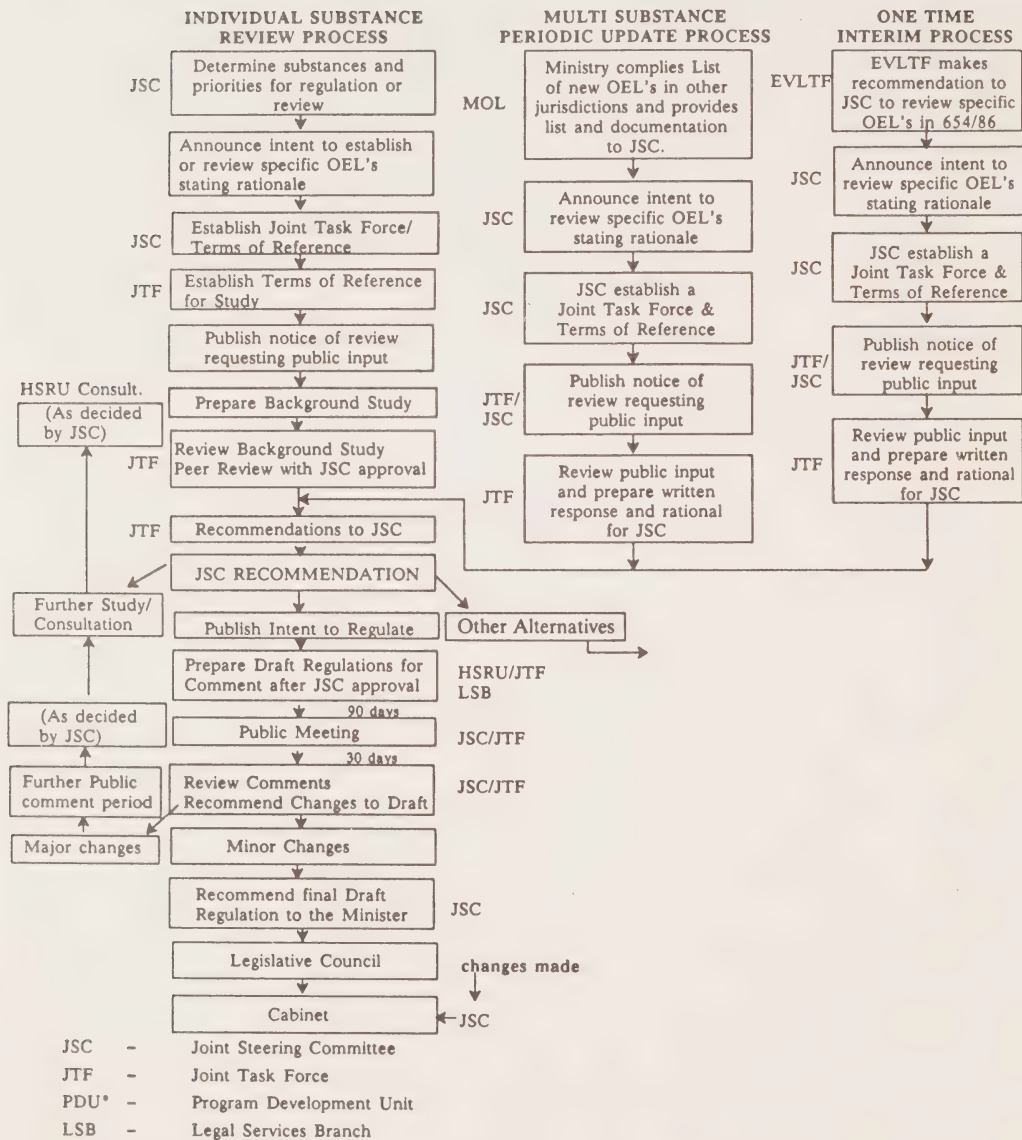 INDIVIDUAL SUBSTANCE
REVIEW PROCESS
JSC
Determine substances and
priorities for regulation or
review
Announce intent to establish
or review specific OEL's
stating rationale
JSC
Establish Joint Task Force/
Terms of Reference
JTF
Establish Terms of Reference
for Study
Publish notice of review
requesting public input
HSRU Consult.
(As decided
by JSC)
Prepare Background Study
JTF
Review Background Study
Peer Review with JSC approval
JTF
Recommendations to JSC
JSC RECOMMENDATION
Further Study/
Consultation
Publish Intent to Regulate
Other Alternatives
Prepare Draft Regulations for
Comment after JSC approval
HSRU/JTF
LSB
90 days
(As decided
by JSC)
Public Meeting
JSC/JTF
30 days
Further Public
comment period
Review Comments
Recommend Changes to Draft
JSC/JTF
Major changes
Minor Changes
Recommend final Draft
Regulation to the Minister
JSC
Legislative Council
changes made
Cabinet
JSC
MULTI SUBSTANCE
PERIODIC UPDATE PROCESS
MOL
Ministry complies List
of new OEL's in other
jurisdictions and provides
list and documentation
to JSC.
JSC
Announce intent to
review specific OEL's
stating rationale
JSC
JSC establish a
Joint Task Force &
Terms of Reference
JTF/
JSC
Publish notice of
review requesting
public input
JTF
Review public input
and prepare written
response and rational
for JSC
ONE TIME
INTERIM PROCESS
EVLTF
EVLTF makes
recommendation to
JSC to review specific
OEL's in 654/86
JSC
Announce intent to
review specific OEL's
stating rationale
JSC
JSC establish a
Joint Task Force &
Terms of Reference
JTF/
JSC
Publish notice of
review requesting
public input
JTF
Review public input
and prepare written
response and rational
for JSC
JSC - Joint Steering Committee
JTF - Joint Task Force
PDU* - Program Development Unit
LSB - Legal Services Branch